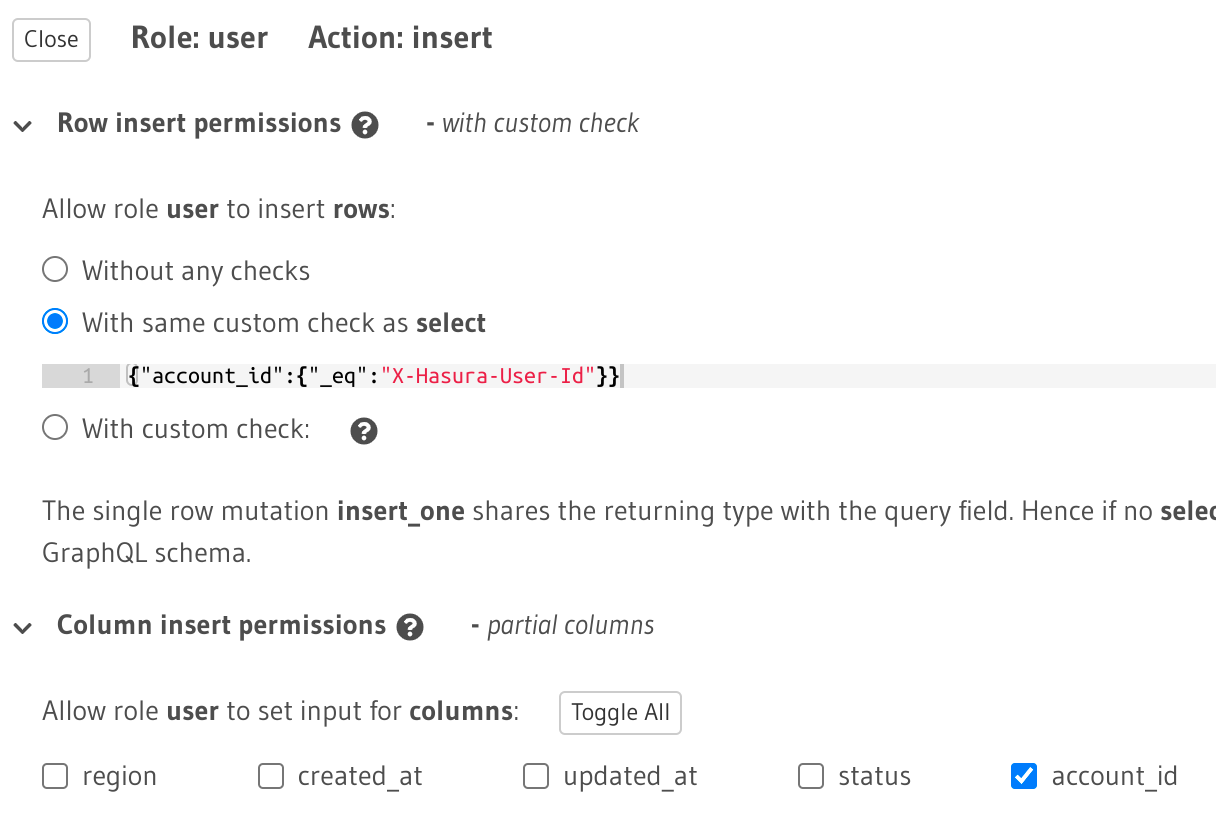 Close Role: user Action: insert
Row insert permissions ? - with custom check
Allow role user to insert rows:
Without any checks
With same custom check as select
1 {"account_id":{"_eq":"X-Hasura-User-Id"}}
With custom check: ?
The single row mutation insert_one shares the returning type with the query field. Hence if no
GraphQL schema.
Column insert permissions ? - partial columns
Allow role user to set input for columns: Toggle All
region created_at updated_at status account_id